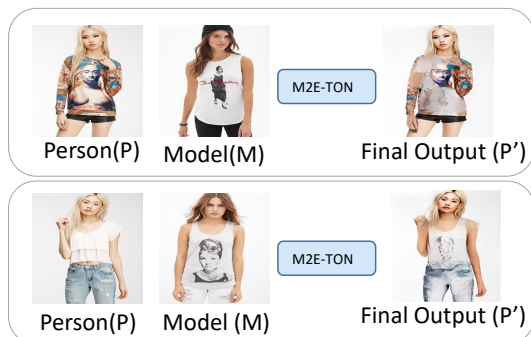 M2E-TON
Person(P) Model(M) Final Output (P’)
M2E-TON
Person(P) Model (M) Final Output (P’)